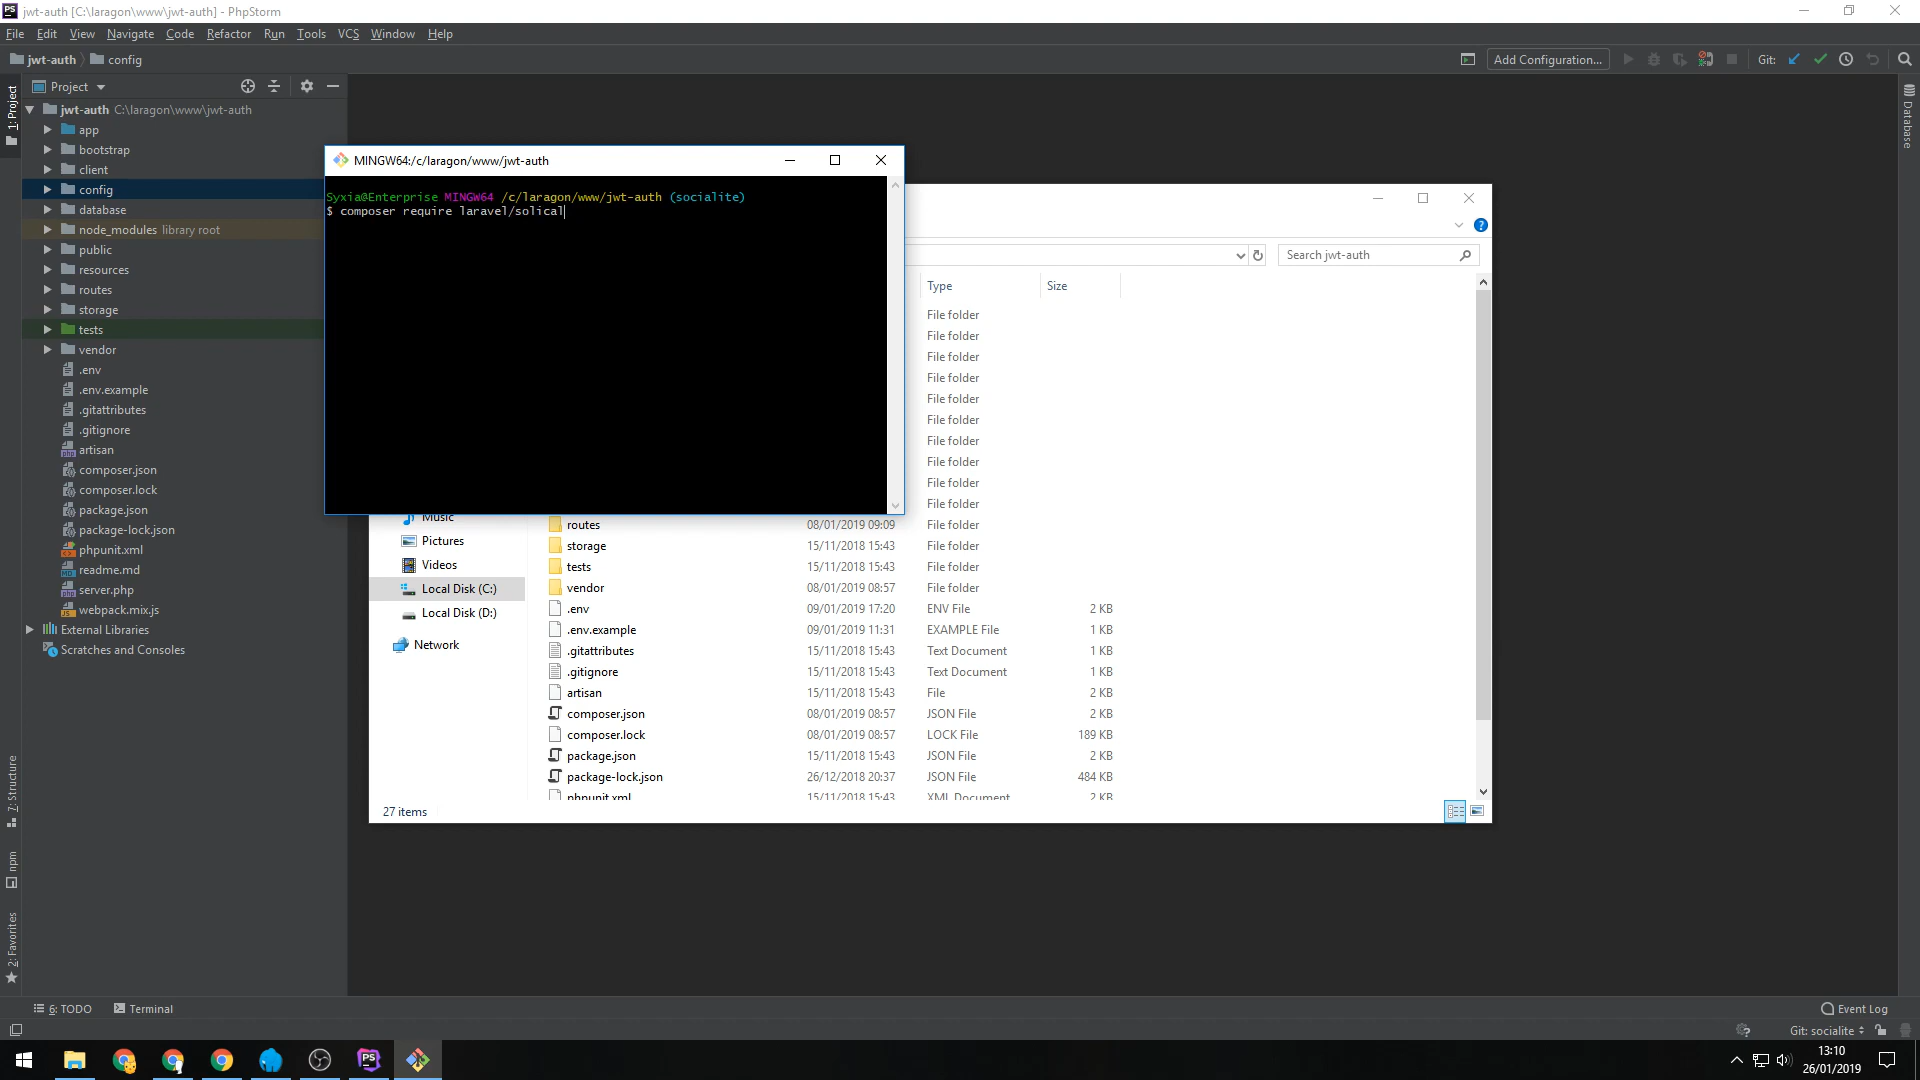 jwt-auth [C:\laragon\www\jwt-auth] - PhpStorm
File Edit View Navigate Code Refactor Run Tools VCS Window Help
jwt-auth config
Add Configuration...
Git:
Project
1: Project
jwt-auth C:\laragon\www\jwt-auth
app
bootstrap
client
config
database
node_modules library root
public
resources
routes
storage
tests
vendor
.env
.env.example
.gitattributes
.gitignore
artisan
composer.json
composer.lock
package.json
package-lock.json
phpunit.xml
readme.md
server.php
webpack.mix.js
External Libraries
Scratches and Consoles
7: Structure
npm
2: Favorites
Database
MINGW64:/c/laragon/www/jwt-auth
Syxia@Enterprise MINGW64 /c/laragon/www/jwt-auth (socialite)
$ composer require laravel/solical
Search jwt-auth
Type Size
File folder
File folder
File folder
File folder
File folder
File folder
File folder
File folder
File folder
File folder
Music
Pictures
Videos
Local Disk (C:)
Local Disk (D:)
Network
routes 08/01/2019 09:09 File folder
storage 15/11/2018 15:43 File folder
tests 15/11/2018 15:43 File folder
vendor 08/01/2019 08:57 File folder
.env 09/01/2019 17:20 ENV File 2 KB
.env.example 09/01/2019 11:31 EXAMPLE File 1 KB
.gitattributes 15/11/2018 15:43 Text Document 1 KB
.gitignore 15/11/2018 15:43 Text Document 1 KB
artisan 15/11/2018 15:43 File 2 KB
composer.json 08/01/2019 08:57 JSON File 2 KB
composer.lock 08/01/2019 08:57 LOCK File 189 KB
package.json 15/11/2018 15:43 JSON File 2 KB
package-lock.json 26/12/2018 20:37 JSON File 484 KB
phpunit.xml 15/11/2018 15:43 XML Document 2 KB
27 items
6: TODO Terminal
Event Log
Git: socialite
13:10
26/01/2019